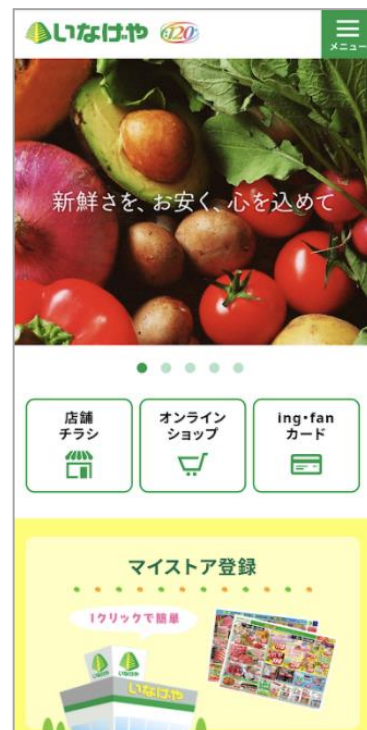 いなげや 120
メニュー
新鮮さを、お安く、心を込めて
店舗
チラシ
オンライン
ショップ
ing・fan
カード
マイストア登録
1クリックで簡単
いなげや